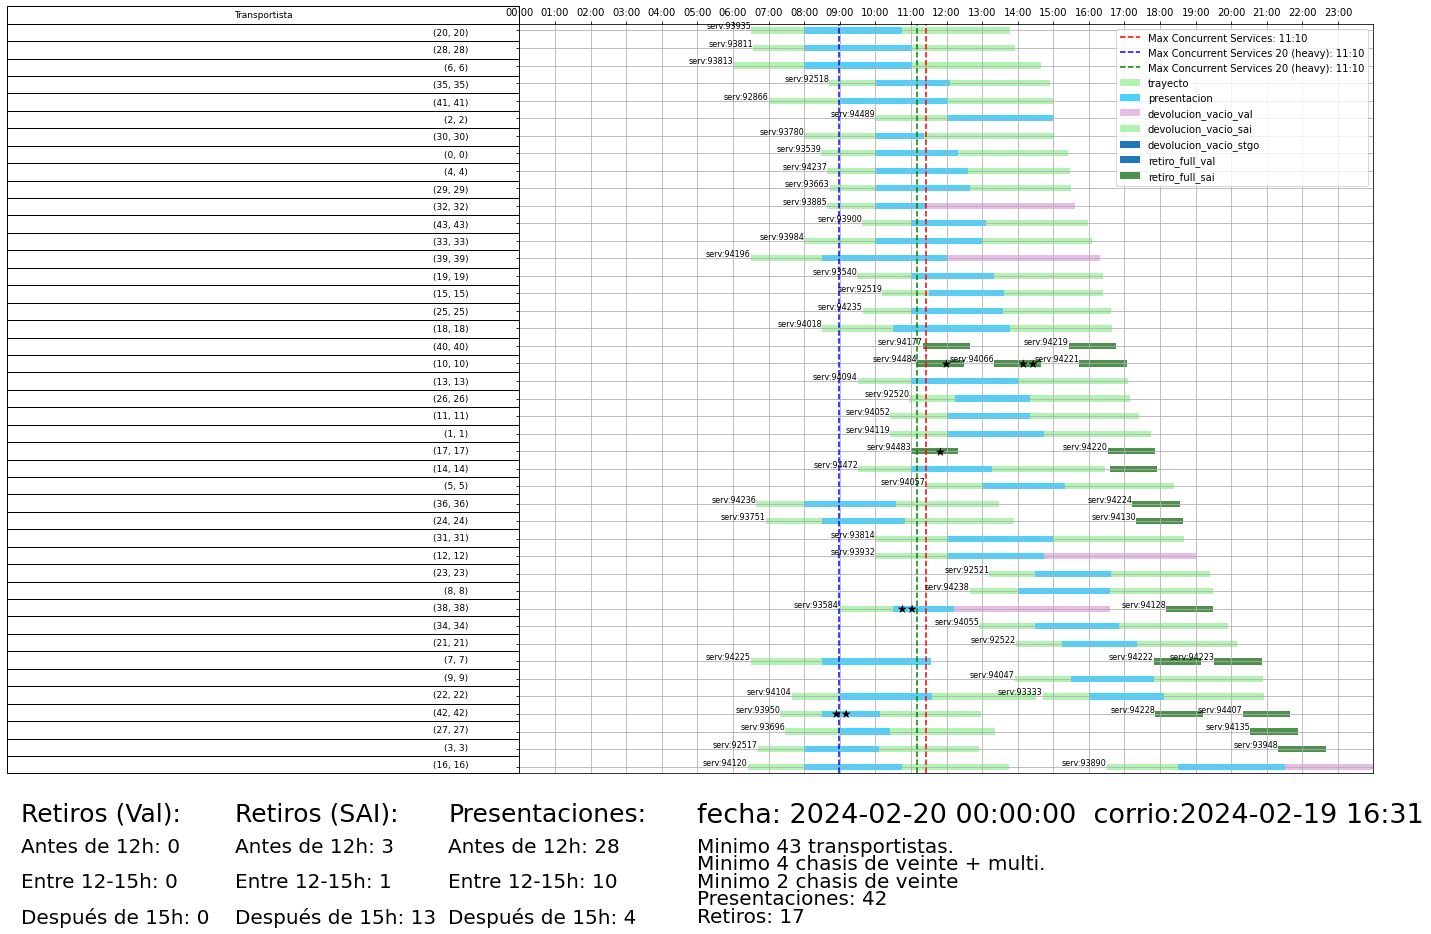 Transportista
00:00 01:00 02:00 03:00 04:00 05:00 06:00 07:00 08:00 09:00 10:00 11:00 12:00 13:00 14:00 15:00 16:00 17:00 18:00 19:00 20:00 21:00 22:00 23:00
(20, 20) serv:93935
(28, 28) serv:93811
(6, 6) serv:93813
(35, 35) serv:92518
(41, 41) serv:92866
(2, 2) serv:94489
(30, 30) serv:93780
(0, 0) serv:93539
(4, 4) serv:94237
(29, 29) serv:93663
(32, 32) serv:93885
(43, 43) serv:93900
(33, 33) serv:93984
(39, 39) serv:94196
(19, 19) serv:93540
(15, 15) serv:92519
(25, 25) serv:94235
(18, 18) serv:94018
(40, 40) serv:94177 serv:94219
(10, 10) serv:94484 serv:94066 serv:94221
(13, 13) serv:94094
(26, 26) serv:92520
(11, 11) serv:94052
(1, 1) serv:94119
(17, 17) serv:94483 serv:94220
(14, 14) serv:94472
(5, 5) serv:94057
(36, 36) serv:94236 serv:94224
(24, 24) serv:93751 serv:94130
(31, 31) serv:93814
(12, 12) serv:93932
(23, 23) serv:92521
(8, 8) serv:94238
(38, 38) serv:93584 serv:94128
(34, 34) serv:94055
(21, 21) serv:92522
(7, 7) serv:94225 serv:94222 serv:94223
(9, 9) serv:94047
(22, 22) serv:94104 serv:93333
(42, 42) serv:93950 serv:94228 serv:94407
(27, 27) serv:93696 serv:94135
(3, 3) serv:92517 serv:93948
(16, 16) serv:94120 serv:93890
Max Concurrent Services: 11:10
Max Concurrent Services 20 (heavy): 11:10
Max Concurrent Services 20 (heavy): 11:10
trayecto
presentacion
devolucion_vacio_val
devolucion_vacio_sai
devolucion_vacio_stgo
retiro_full_val
retiro_full_sai
Retiros (Val):
Antes de 12h: 0
Entre 12-15h: 0
Después de 15h: 0
Retiros (SAI):
Antes de 12h: 3
Entre 12-15h: 1
Después de 15h: 13
Presentaciones:
Antes de 12h: 28
Entre 12-15h: 10
Después de 15h: 4
fecha: 2024-02-20 00:00:00 corrio:2024-02-19 16:31
Minimo 43 transportistas.
Minimo 4 chasis de veinte + multi.
Minimo 2 chasis de veinte
Presentaciones: 42
Retiros: 17